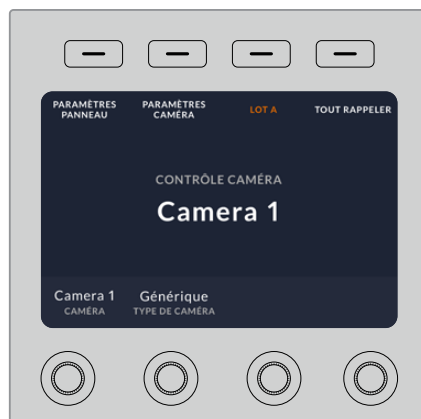 PARAMÈTRES PANNEAU
PARAMÈTRES CAMÉRA
LOT A
TOUT RAPPELER
CONTRÔLE CAMÉRA
Camera 1
Camera 1
CAMÉRA
Générique
TYPE DE CAMÉRA